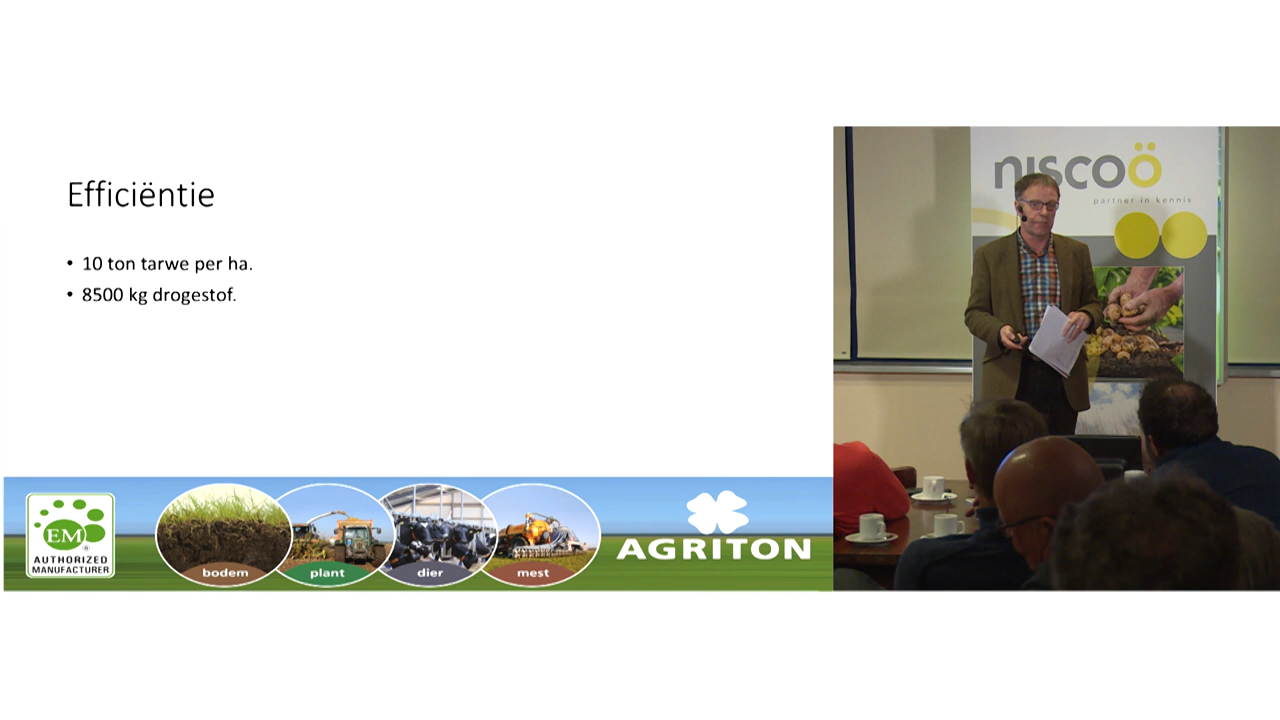 Efficiëntie
• 10 ton tarwe per ha.
• 8500 kg drogestof.
EM®
AUTHORIZED
MANUFACTURER
bodem
plant
dier
mest
AGRITON
niscoö
partner in kennis